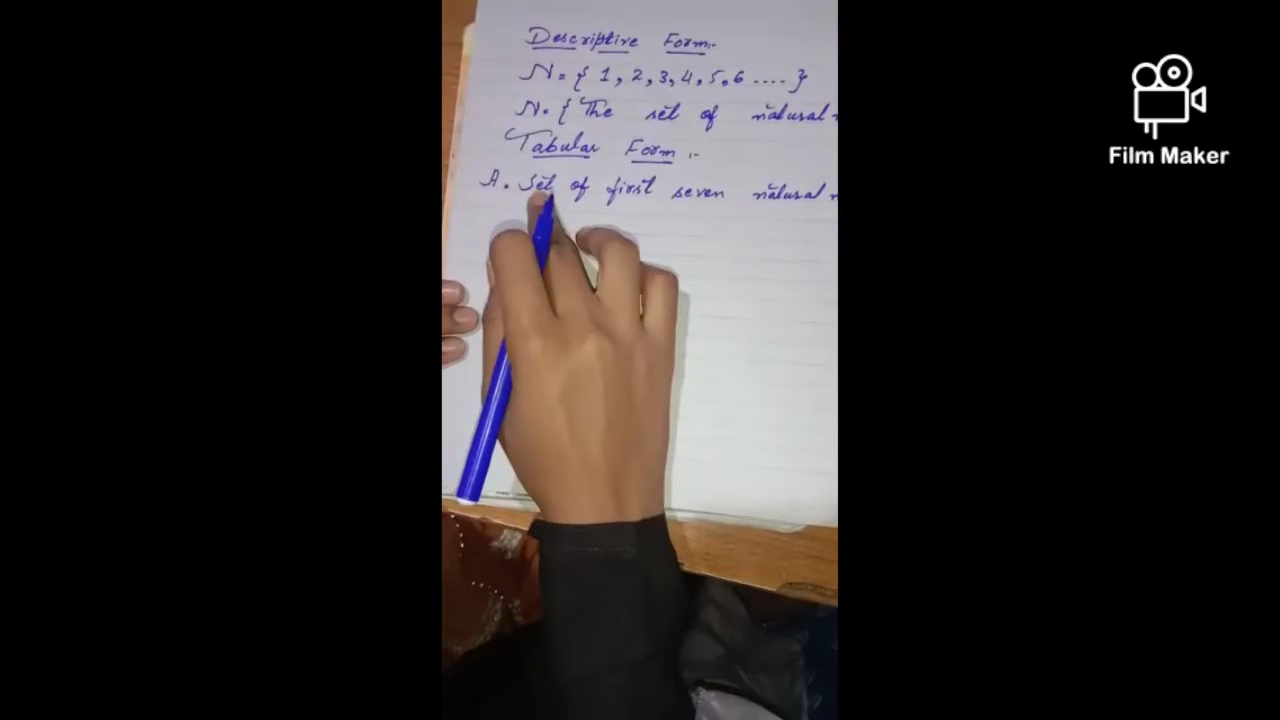 Descriptive Form:-
N = { 1, 2, 3, 4, 5, 6 .... }
N = { The set of natural
Tabular Form :-
A = Set of first seven natural
Film Maker